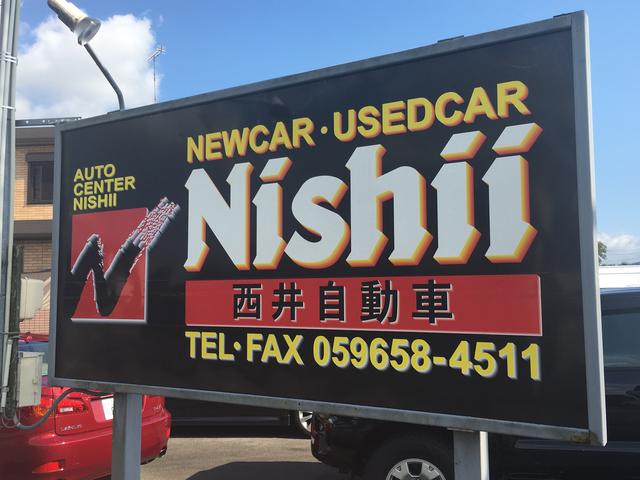 NEWCAR・USEDCAR
AUTO
CENTER
NISHII
Nishii
西井自動車
TEL・FAX 059658-4511